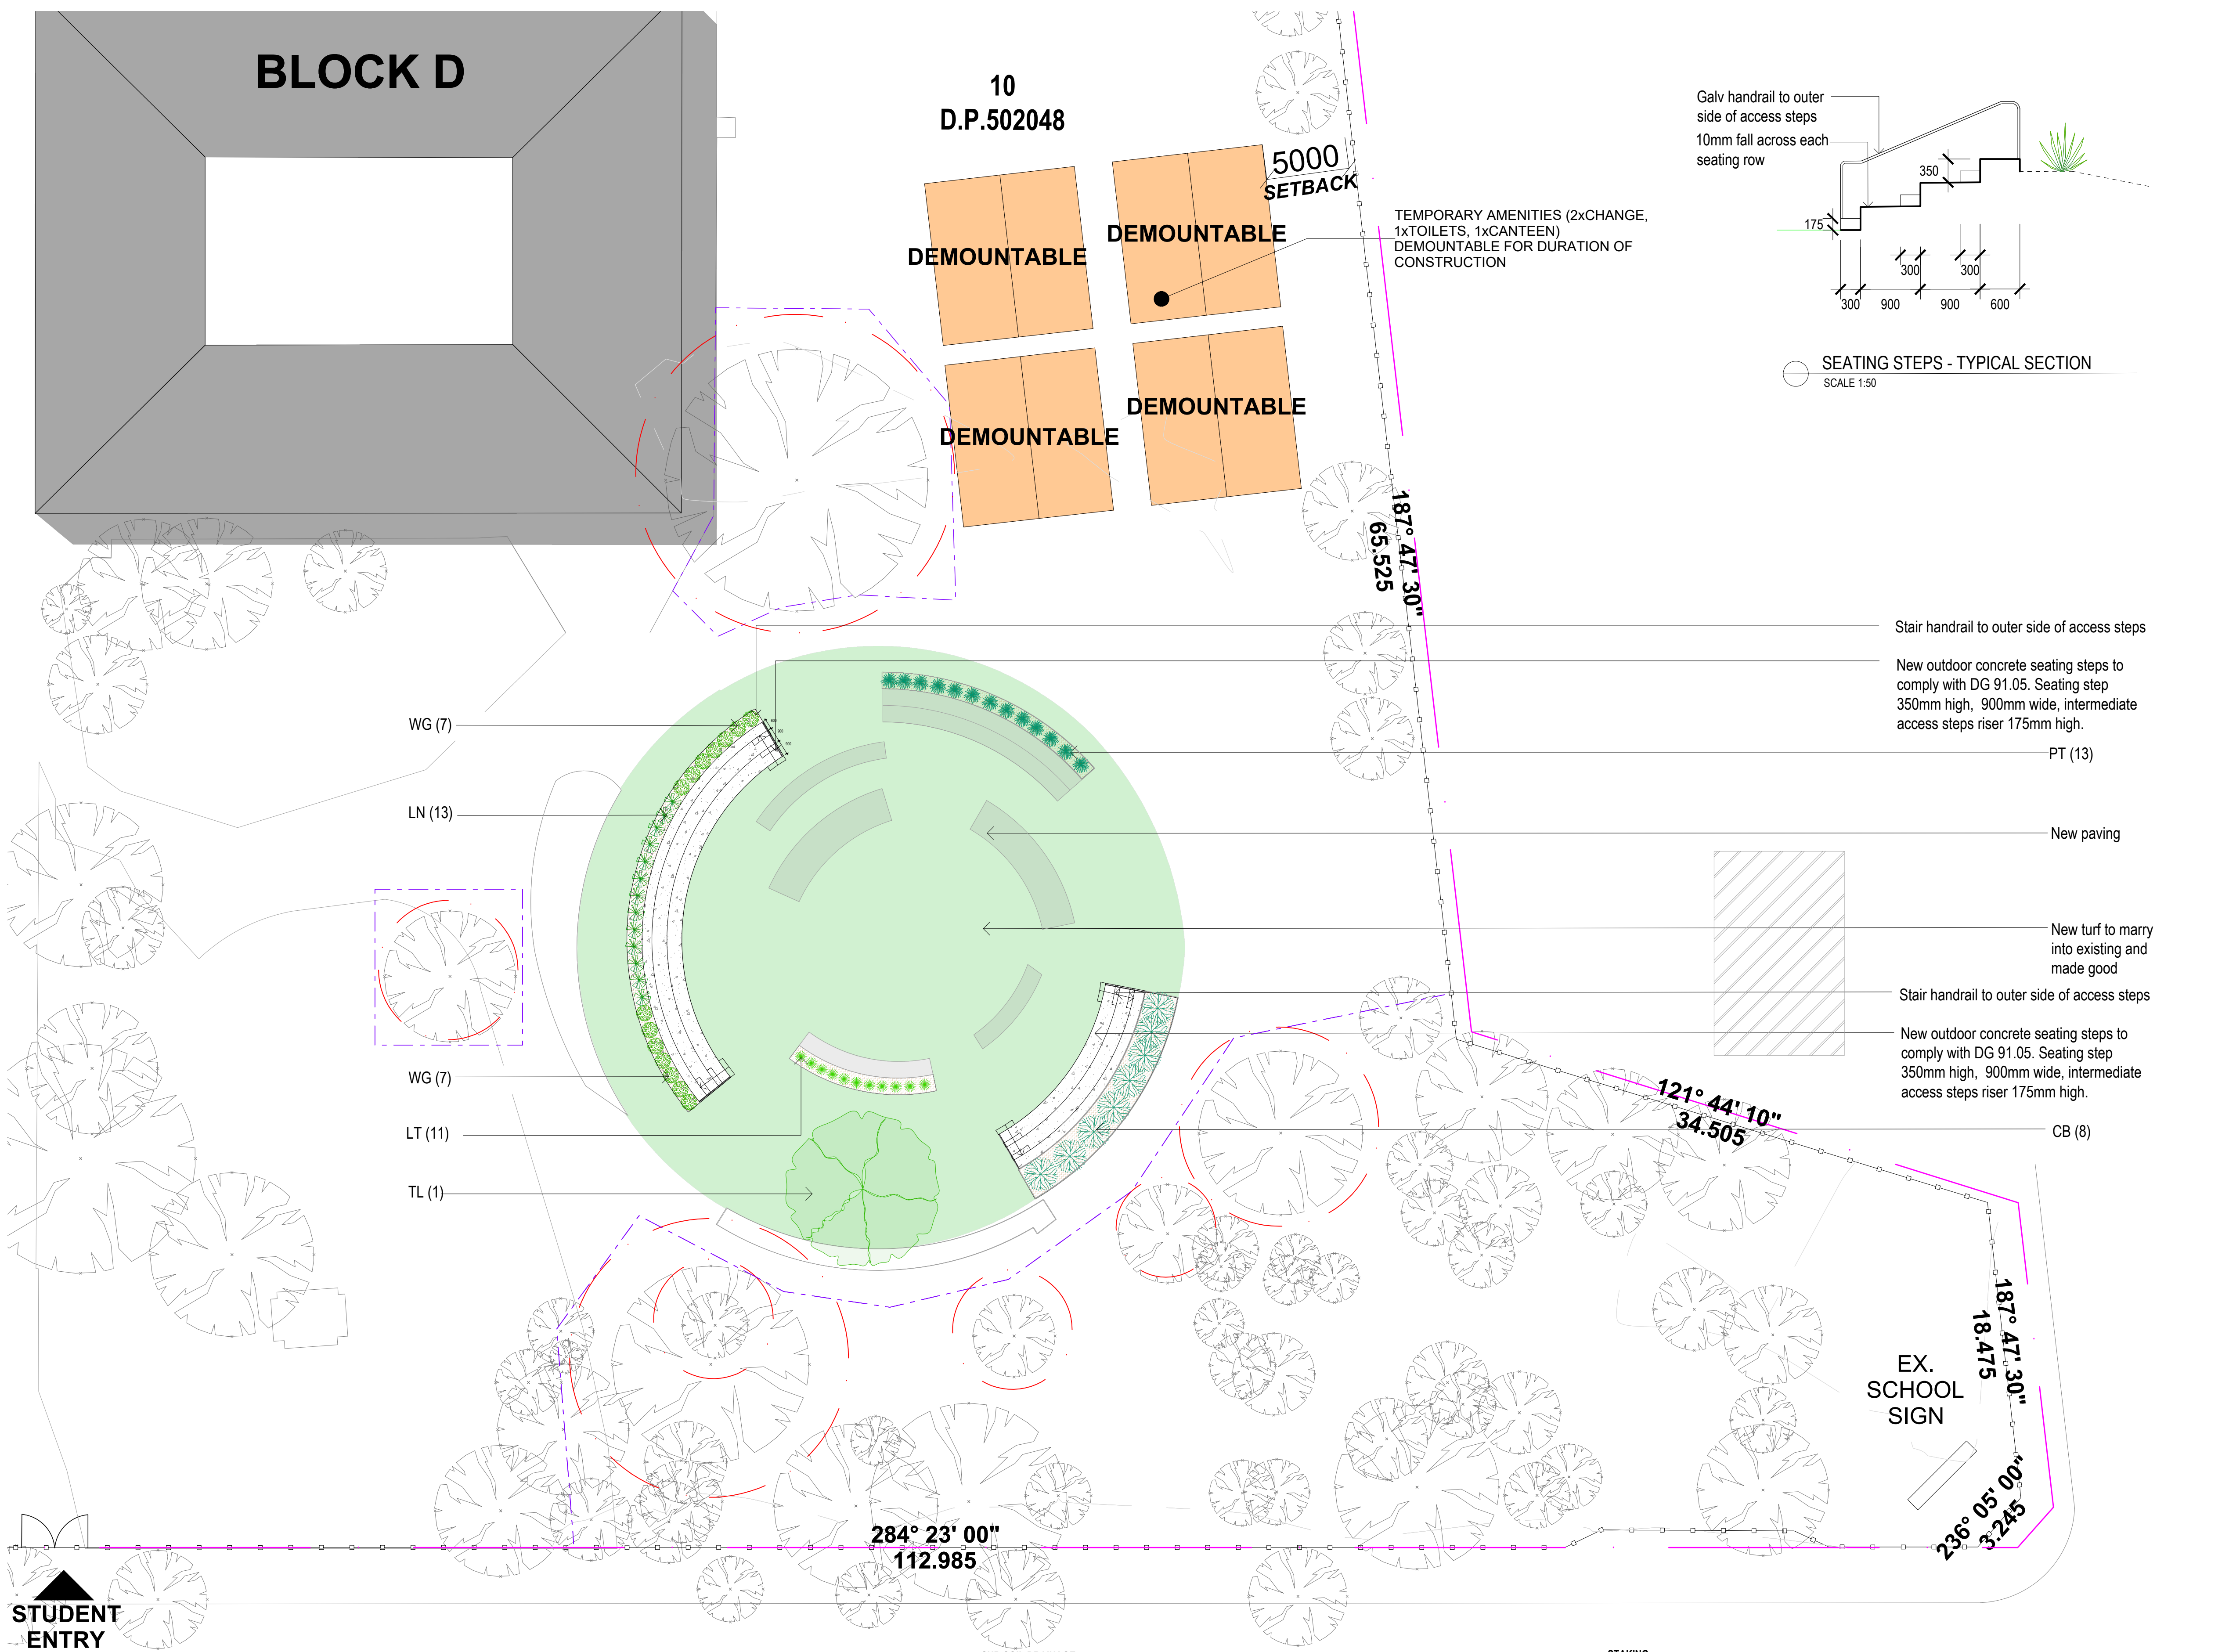 BLOCK D
10
D.P.502048
5000
SETBACK
DEMOUNTABLE
DEMOUNTABLE
DEMOUNTABLE
DEMOUNTABLE
TEMPORARY AMENITIES (2xCHANGE,
1xTOILETS, 1xCANTEEN)
DEMOUNTABLE FOR DURATION OF
CONSTRUCTION
Galv handrail to outer
side of access steps
10mm fall across each
seating row
350
175
300
300
300
900
900
600
SEATING STEPS - TYPICAL SECTION
SCALE 1:50
187° 47' 30"
65.525
Stair handrail to outer side of access steps
New outdoor concrete seating steps to
comply with DG 91.05. Seating step
350mm high, 900mm wide, intermediate
access steps riser 175mm high.
PT (13)
New paving
New turf to marry
into existing and
made good
Stair handrail to outer side of access steps
New outdoor concrete seating steps to
comply with DG 91.05. Seating step
350mm high, 900mm wide, intermediate
access steps riser 175mm high.
CB (8)
WG (7)
LN (13)
WG (7)
LT (11)
TL (1)
600
900
900
121° 44' 10"
34.505
187° 47' 30"
18.475
EX.
SCHOOL
SIGN
236° 05' 00"
3.245
284° 23' 00"
112.985
STUDENT
ENTRY